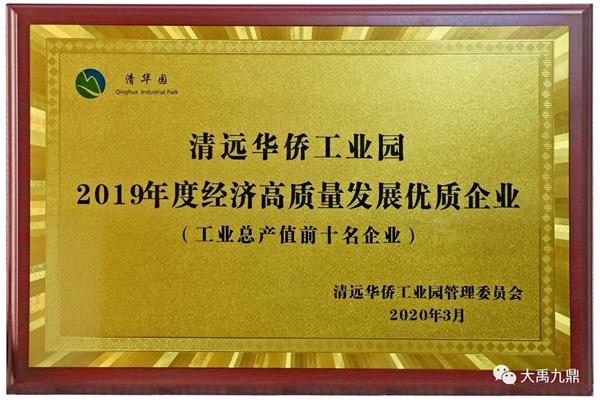 清华园
Qinghua Industrial Park
清远华侨工业园
2019年度经济高质量发展优质企业
（工业总产值前十名企业）
清远华侨工业园管理委员会
2020年3月
大禹九鼎